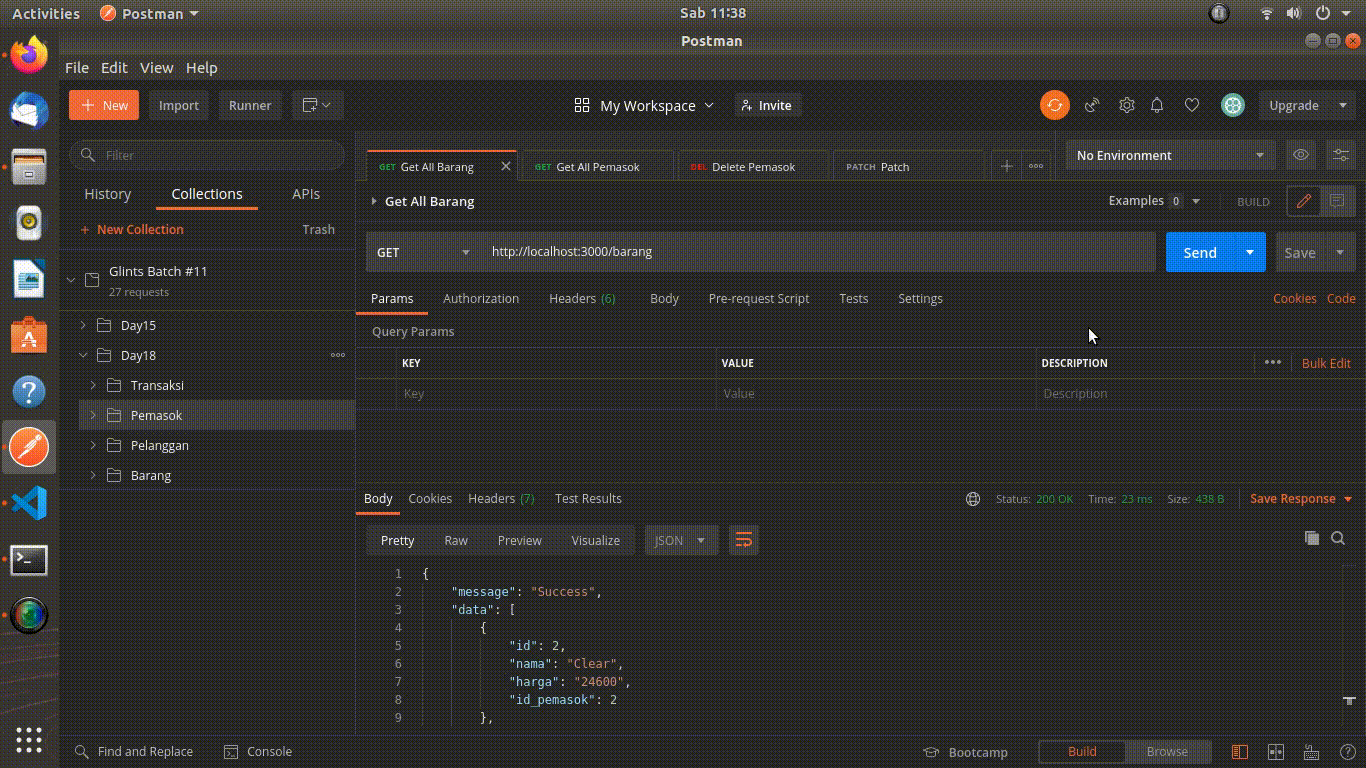 Activities Postman Sab 11:38
Postman
File Edit View Help
New Import Runner My Workspace Invite Upgrade
Filter
History Collections APIs
New Collection Trash
Glints Batch #11
27 requests
Day15
Day18
Transaksi
Pemasok
Pelanggan
Barang
GET Get All Barang GET Get All Pemasok DEL Delete Pemasok PATCH Patch No Environment
Get All Barang Examples 0 BUILD
GET http://localhost:3000/barang Send Save
Params Authorization Headers (6) Body Pre-request Script Tests Settings Cookies Code
Query Params
KEY VALUE DESCRIPTION Bulk Edit
Key Value Description
Body Cookies Headers (7) Test Results Status: 200 OK Time: 23 ms Size: 438 B Save Response
Pretty Raw Preview Visualize JSON
1 {
2 "message": "Success",
3 "data": [
4 {
5 "id": 2,
6 "nama": "Clear",
7 "harga": "24600",
8 "id_pemasok": 2
9 },
Find and Replace Console Bootcamp Build Browse